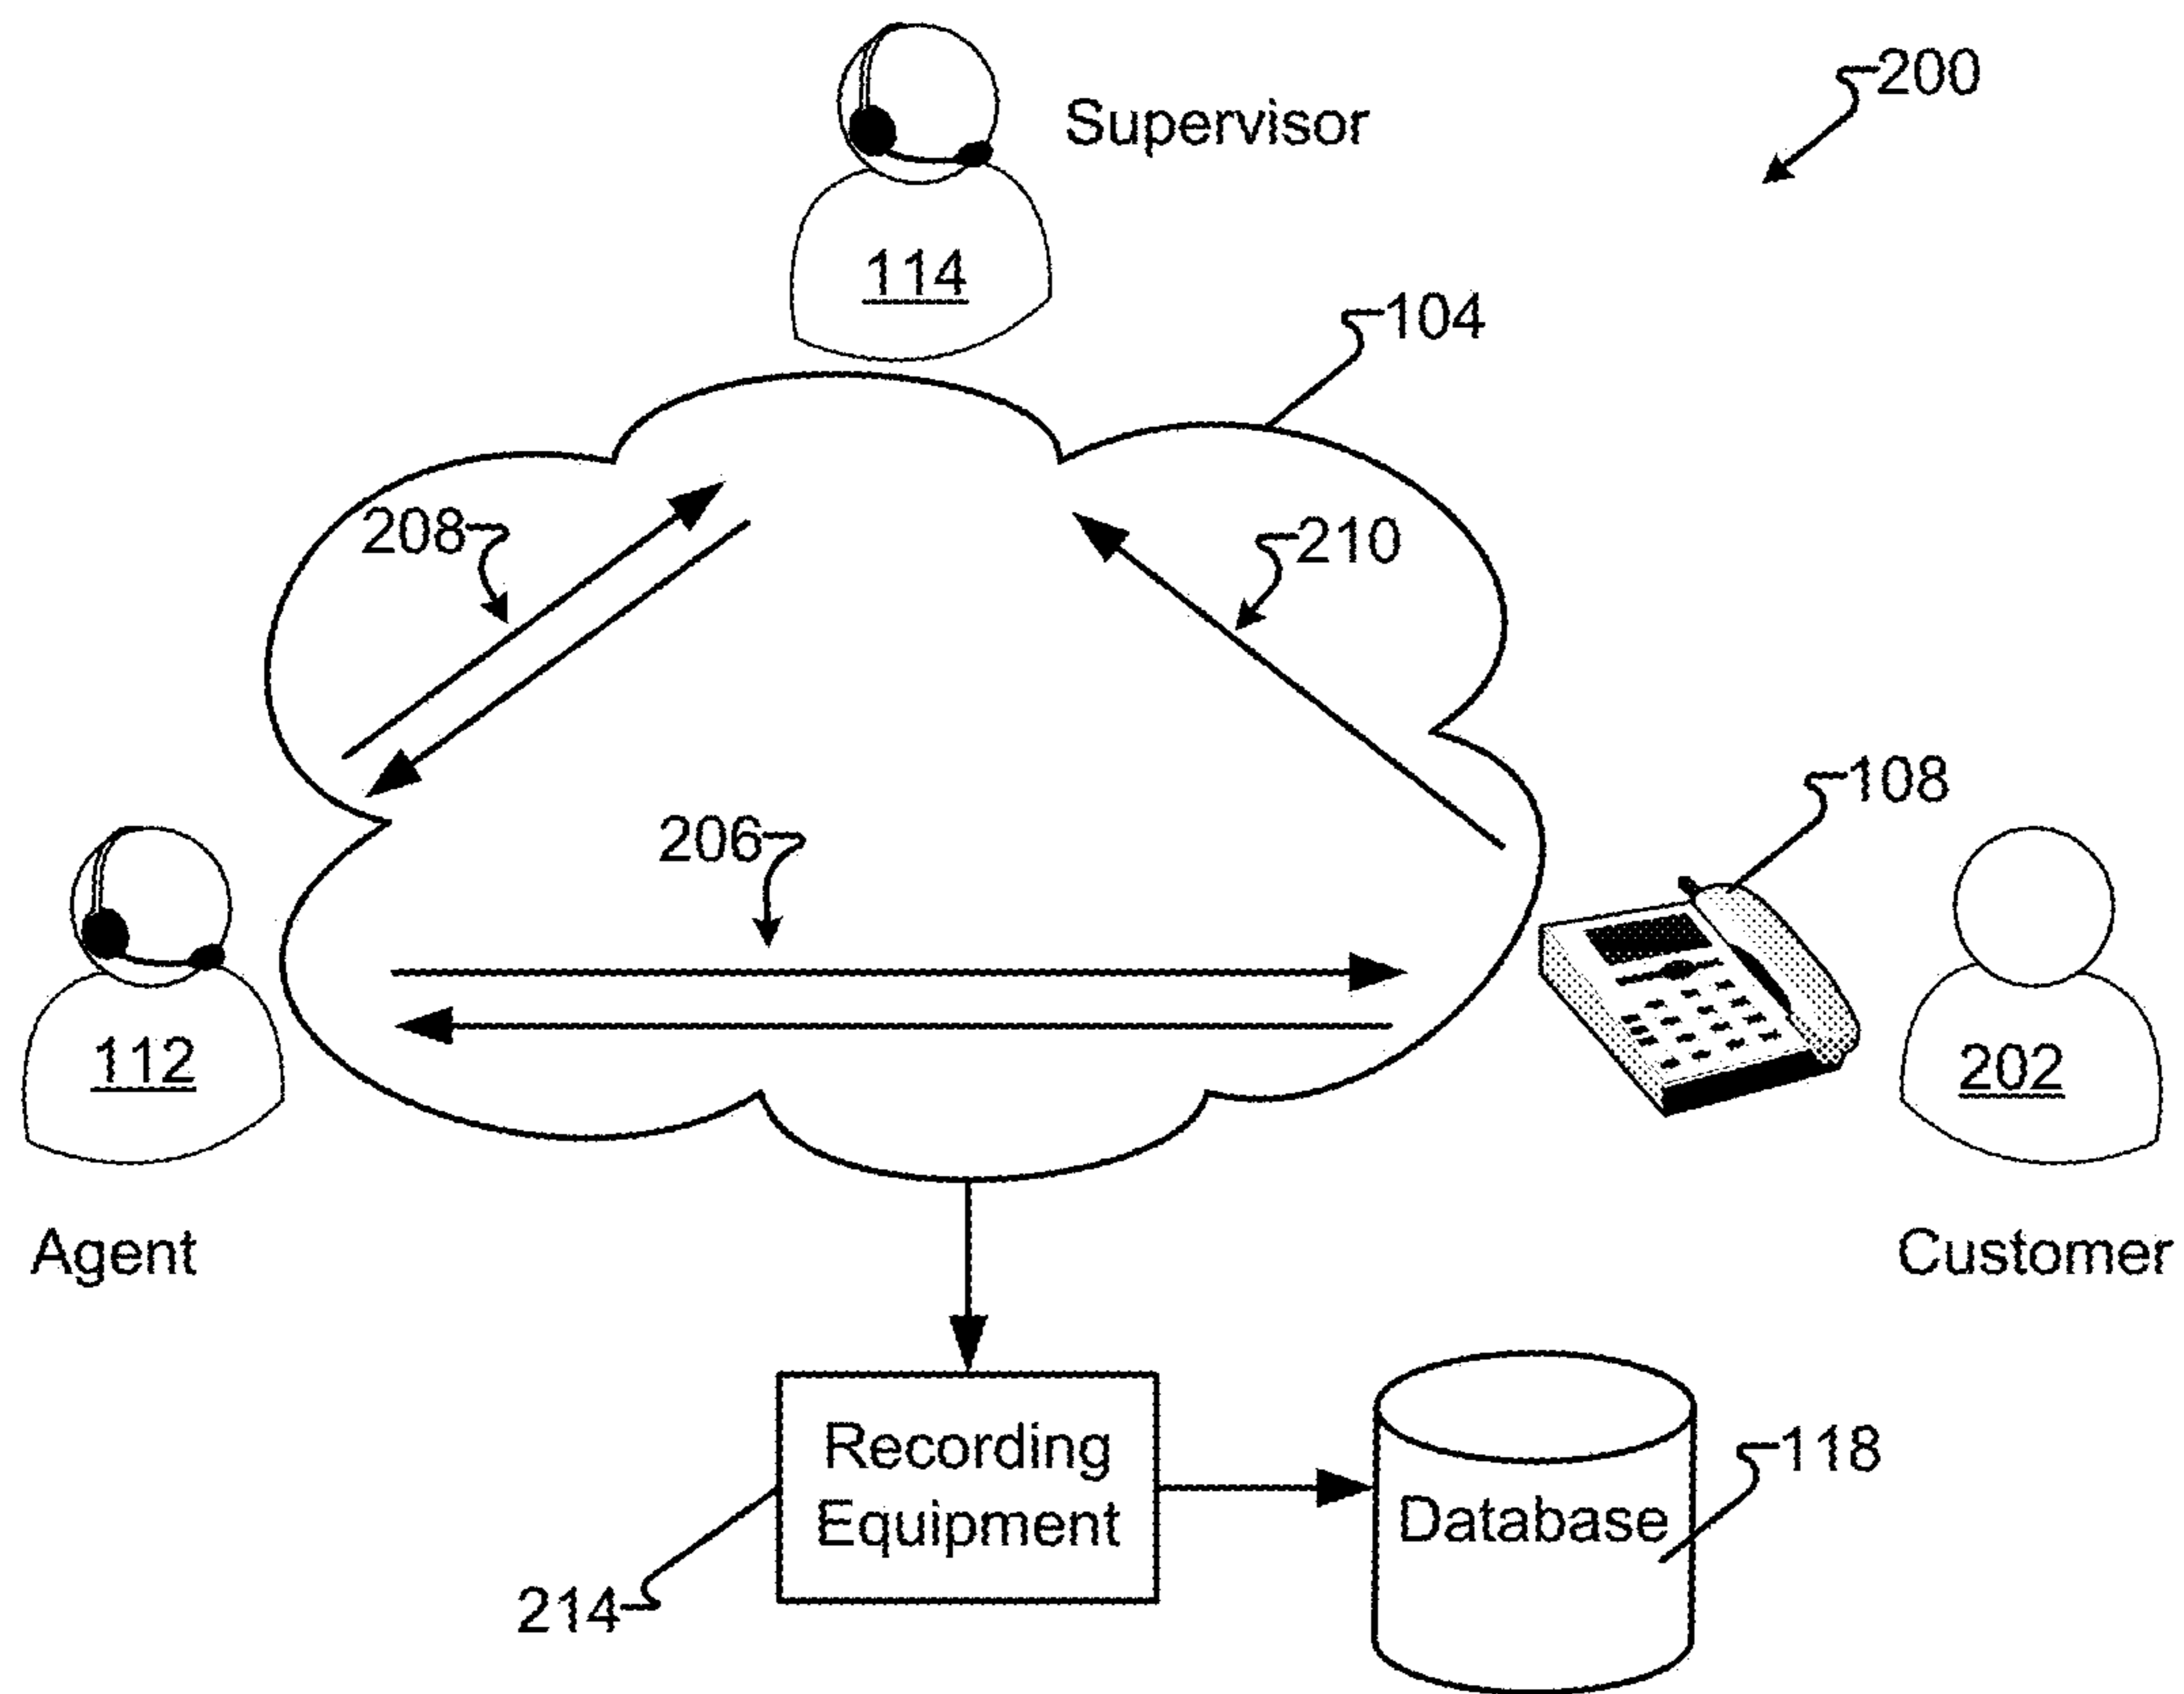 200
Supervisor
114
104
208
210
206
108
112
202
Agent
Customer
Recording
Equipment
118
Database
214